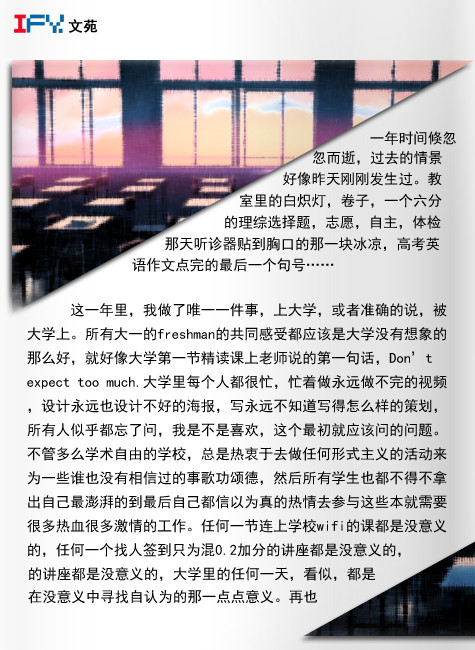 IFY. 文苑
一年时间倏忽
忽而逝，过去的情景
好像昨天刚刚发生过。教
室里的白炽灯，卷子，一个六分
的理综选择题，志愿，自主，体检
那天听诊器贴到胸口的那一块冰凉，高考英
语作文点完的最后一个句号……
这一年里，我做了唯一一件事，上大学，或者准确的说，被
大学上。所有大一的freshman的共同感受都应该是大学没有想象的
那么好，就好像大学第一节精读课上老师说的第一句话，Don’t
expect too much.大学里每个人都很忙，忙着做永远做不完的视频
，设计永远也设计不好的海报，写永远不知道写得怎么样的策划，
所有人似乎都忘了问，我是不是喜欢，这个最初就应该问的问题。
不管多么学术自由的学校，总是热衷于去做任何形式主义的活动来
为一些谁也没有相信过的事歌功颂德，然后所有学生也都不得不拿
出自己最澎湃的到最后自己都信以为真的热情去参与这些本就需要
很多热血很多激情的工作。任何一节连上学校wifi的课都是没意义
的，任何一个找人签到只为混0.2加分的讲座都是没意义的，
的讲座都是没意义的，大学里的任何一天，看似，都是
在没意义中寻找自认为的那一点点意义。再也